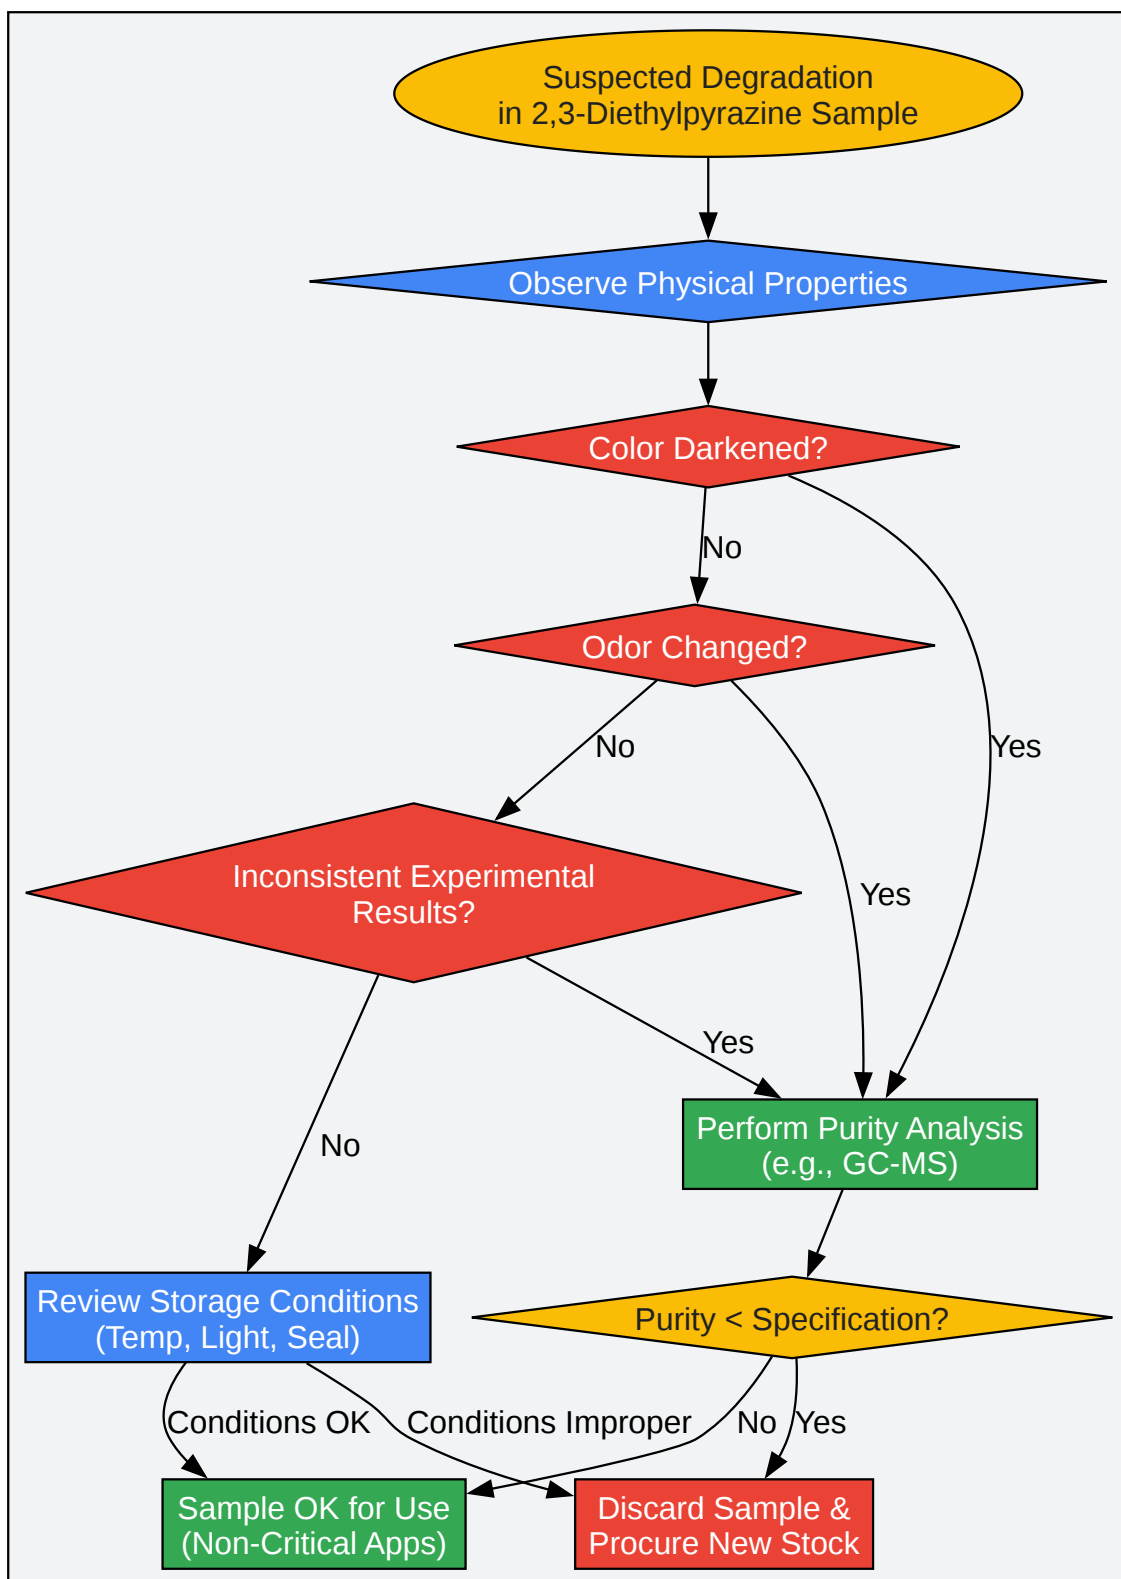 Suspected Degradation
in 2,3-Diethylpyrazine Sample
Observe Physical Properties
Color Darkened?
No
Odor Changed?
No
Yes
Inconsistent Experimental
Results?
Yes
Yes
No
Perform Purity Analysis
(e.g., GC-MS)
Review Storage Conditions
(Temp, Light, Seal)
Purity < Specification?
Conditions OK
Conditions Improper
No
Yes
Sample OK for Use
(Non-Critical Apps)
Discard Sample &
Procure New Stock